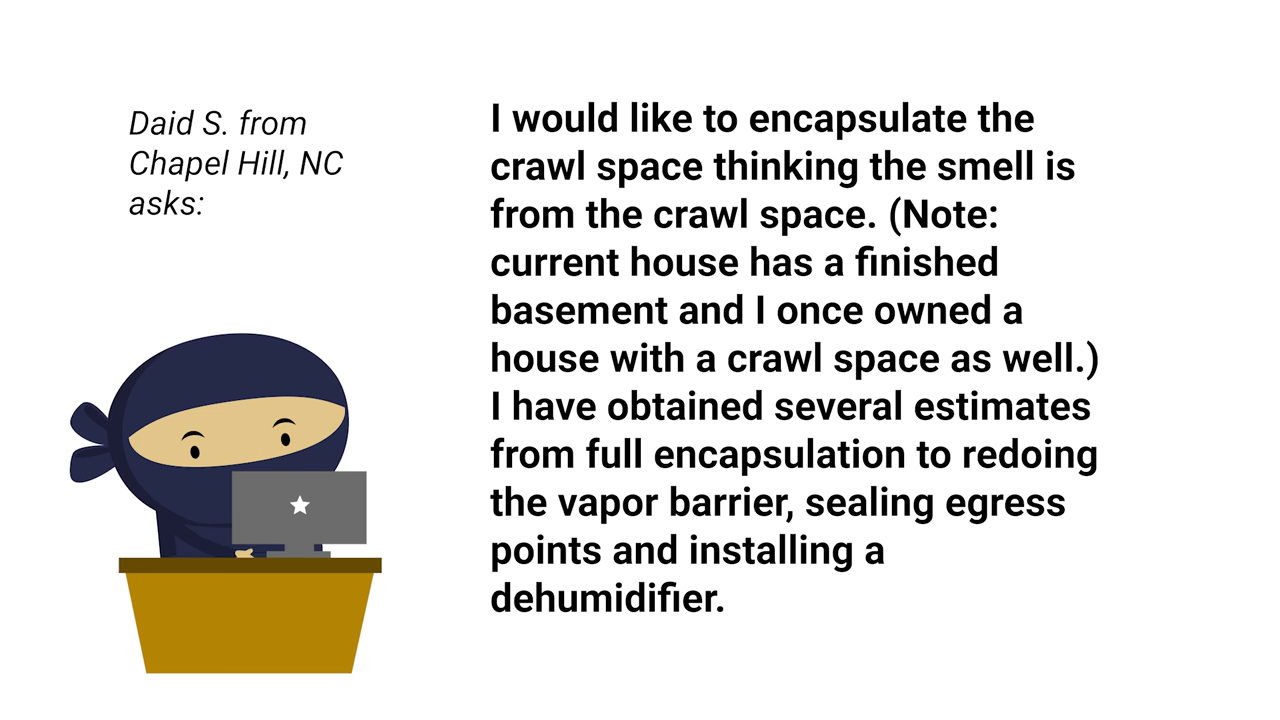 Daid S. from
Chapel Hill, NC
asks:
I would like to encapsulate the
crawl space thinking the smell is
from the crawl space. (Note:
current house has a finished
basement and I once owned a
house with a crawl space as well.)
I have obtained several estimates
from full encapsulation to redoing
the vapor barrier, sealing egress
points and installing a
dehumidifier.